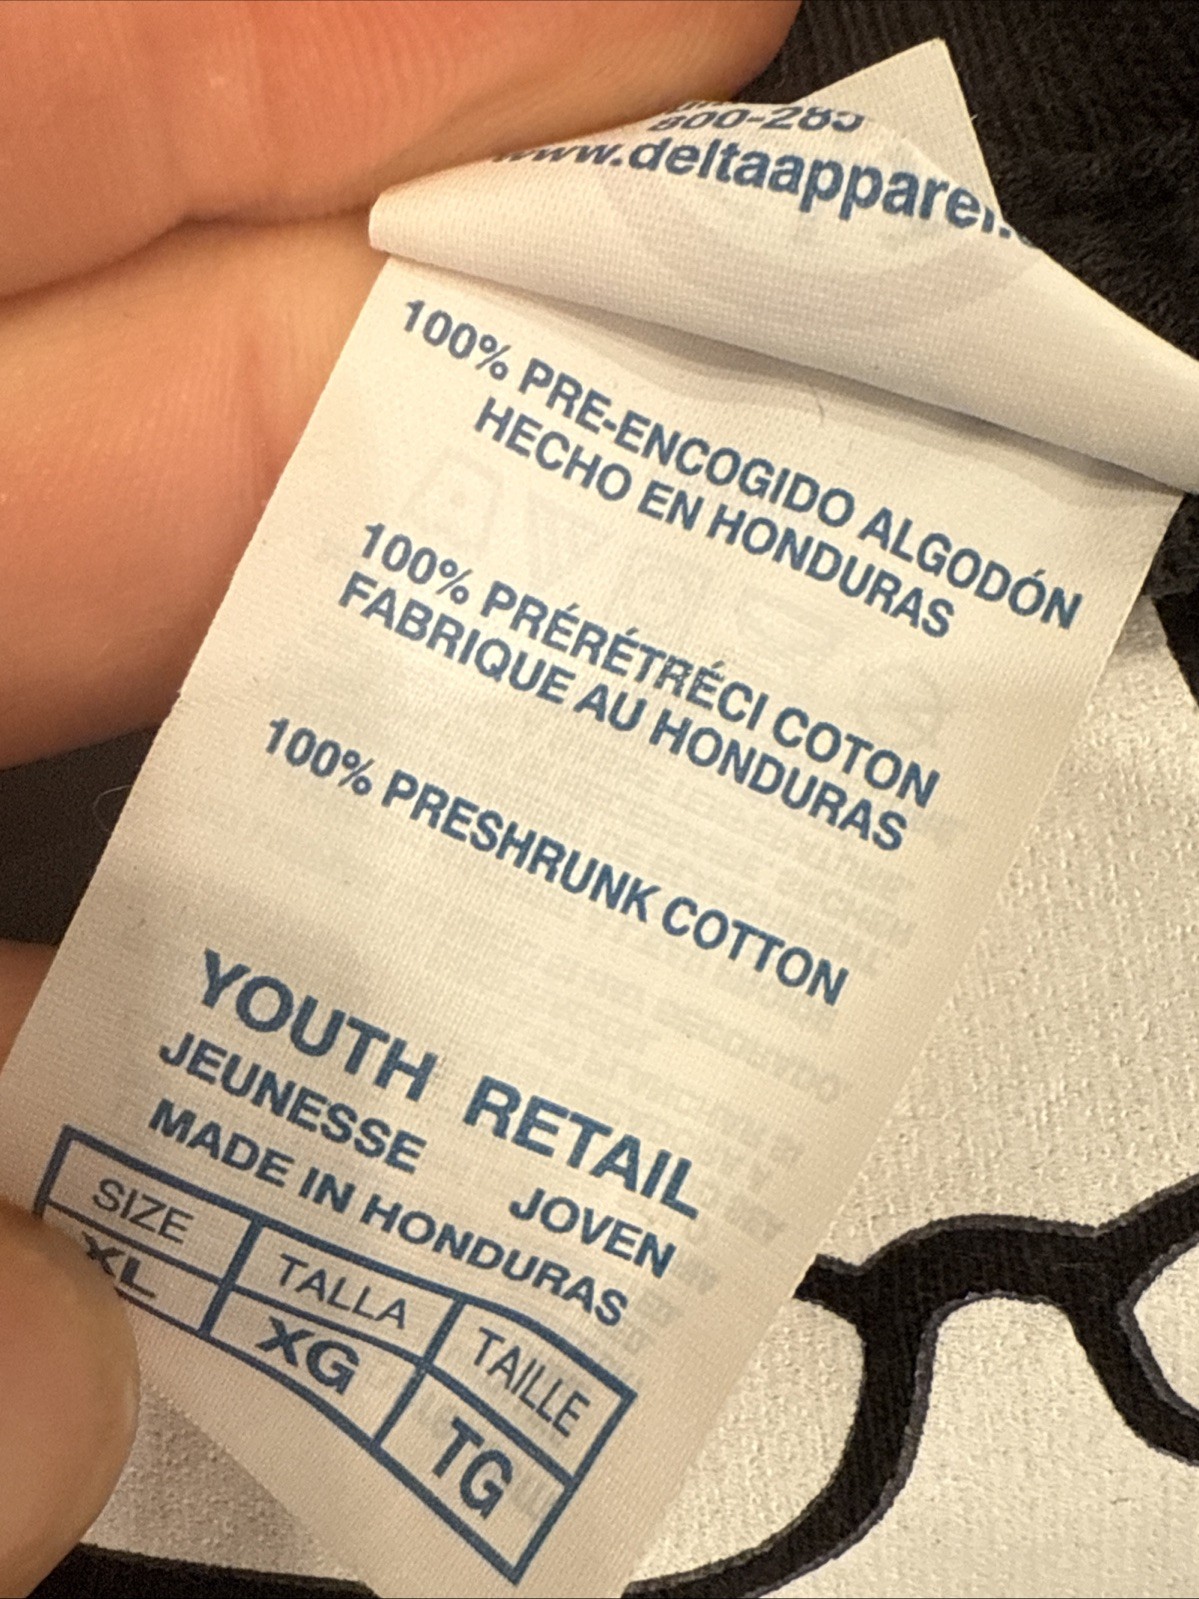 800-285
www.deltaapparel.
100% PRE-ENCOGIDO ALGODÓN
HECHO EN HONDURAS
100% PRÉRÉTRÉCI COTON
FABRIQUE AU HONDURAS
100% PRESHRUNK COTTON
YOUTH RETAIL
JEUNESSE JOVEN
MADE IN HONDURAS
SIZE TALLA TAILLE
XL XG TG